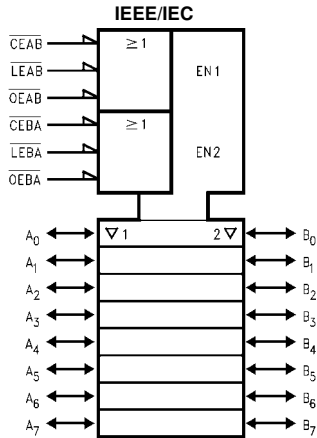 IEEE/IEC
CEAB ≥1
LEAB EN1
OEAB
CEBA ≥1
LEBA EN2
OEBA
A0 ▽1 2▽ B0
A1 B1
A2 B2
A3 B3
A4 B4
A5 B5
A6 B6
A7 B7